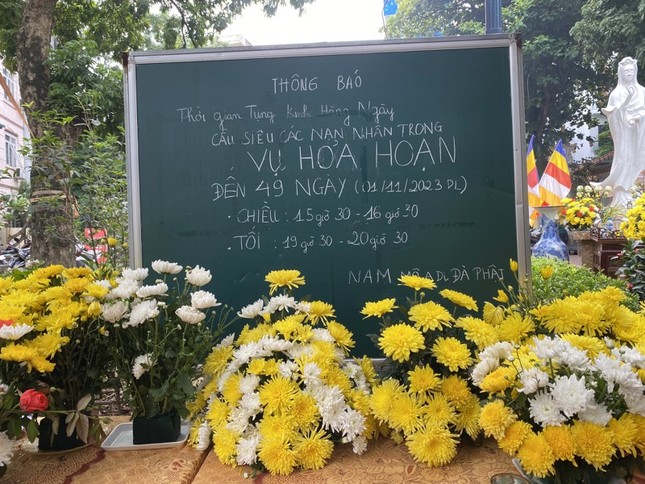 THÔNG BÁO
Thời gian Tụng kinh Hằng Ngày
CẦU SIÊU CÁC NẠN NHÂN TRONG
VỤ HỎA HOẠN
ĐẾN 49 NGÀY (01/11/2023 DL)
• CHIỀU : 15 giờ 30 - 16 giờ 30
• TỐI : 19 giờ 30 - 20 giờ 30
NAM MÔ A DI ĐÀ PHẬT